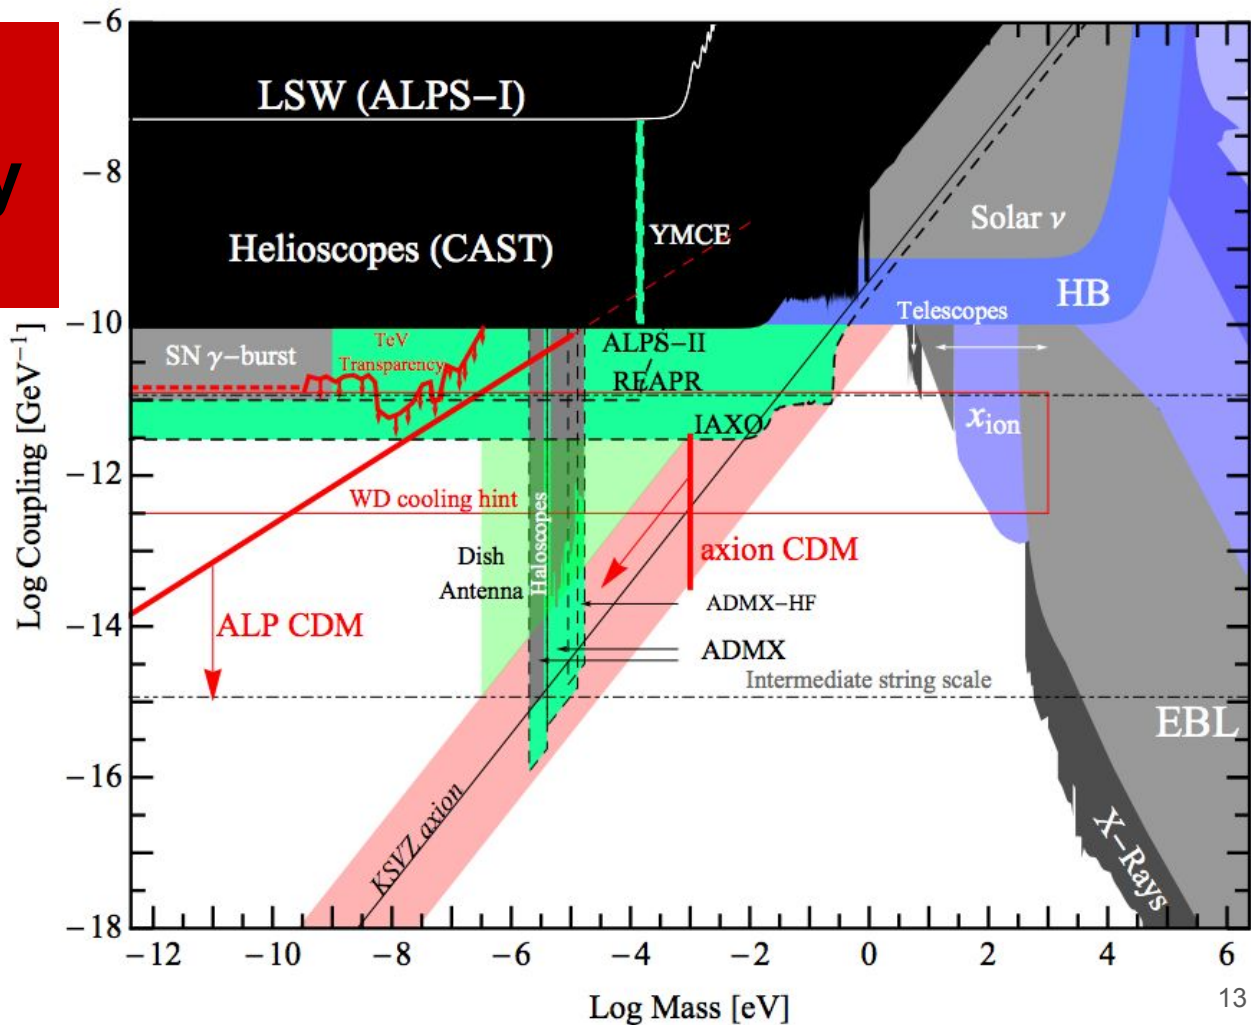 y
−6
−8
−10
−12
−14
−16
−18
Log Coupling [GeV⁻¹]
LSW (ALPS−I)
Helioscopes (CAST)
YMCE
Solar ν
HB
Telescopes
SN γ−burst
TeV
Transparency
ALPS−II
REAPR
IAXO
x_ion
WD cooling hint
Haloscopes
Dish
Antenna
axion CDM
ADMX−HF
ADMX
ALP CDM
Intermediate string scale
EBL
KSVZ axion
X−Rays
−12 −10 −8 −6 −4 −2 0 2 4 6
Log Mass [eV]
13